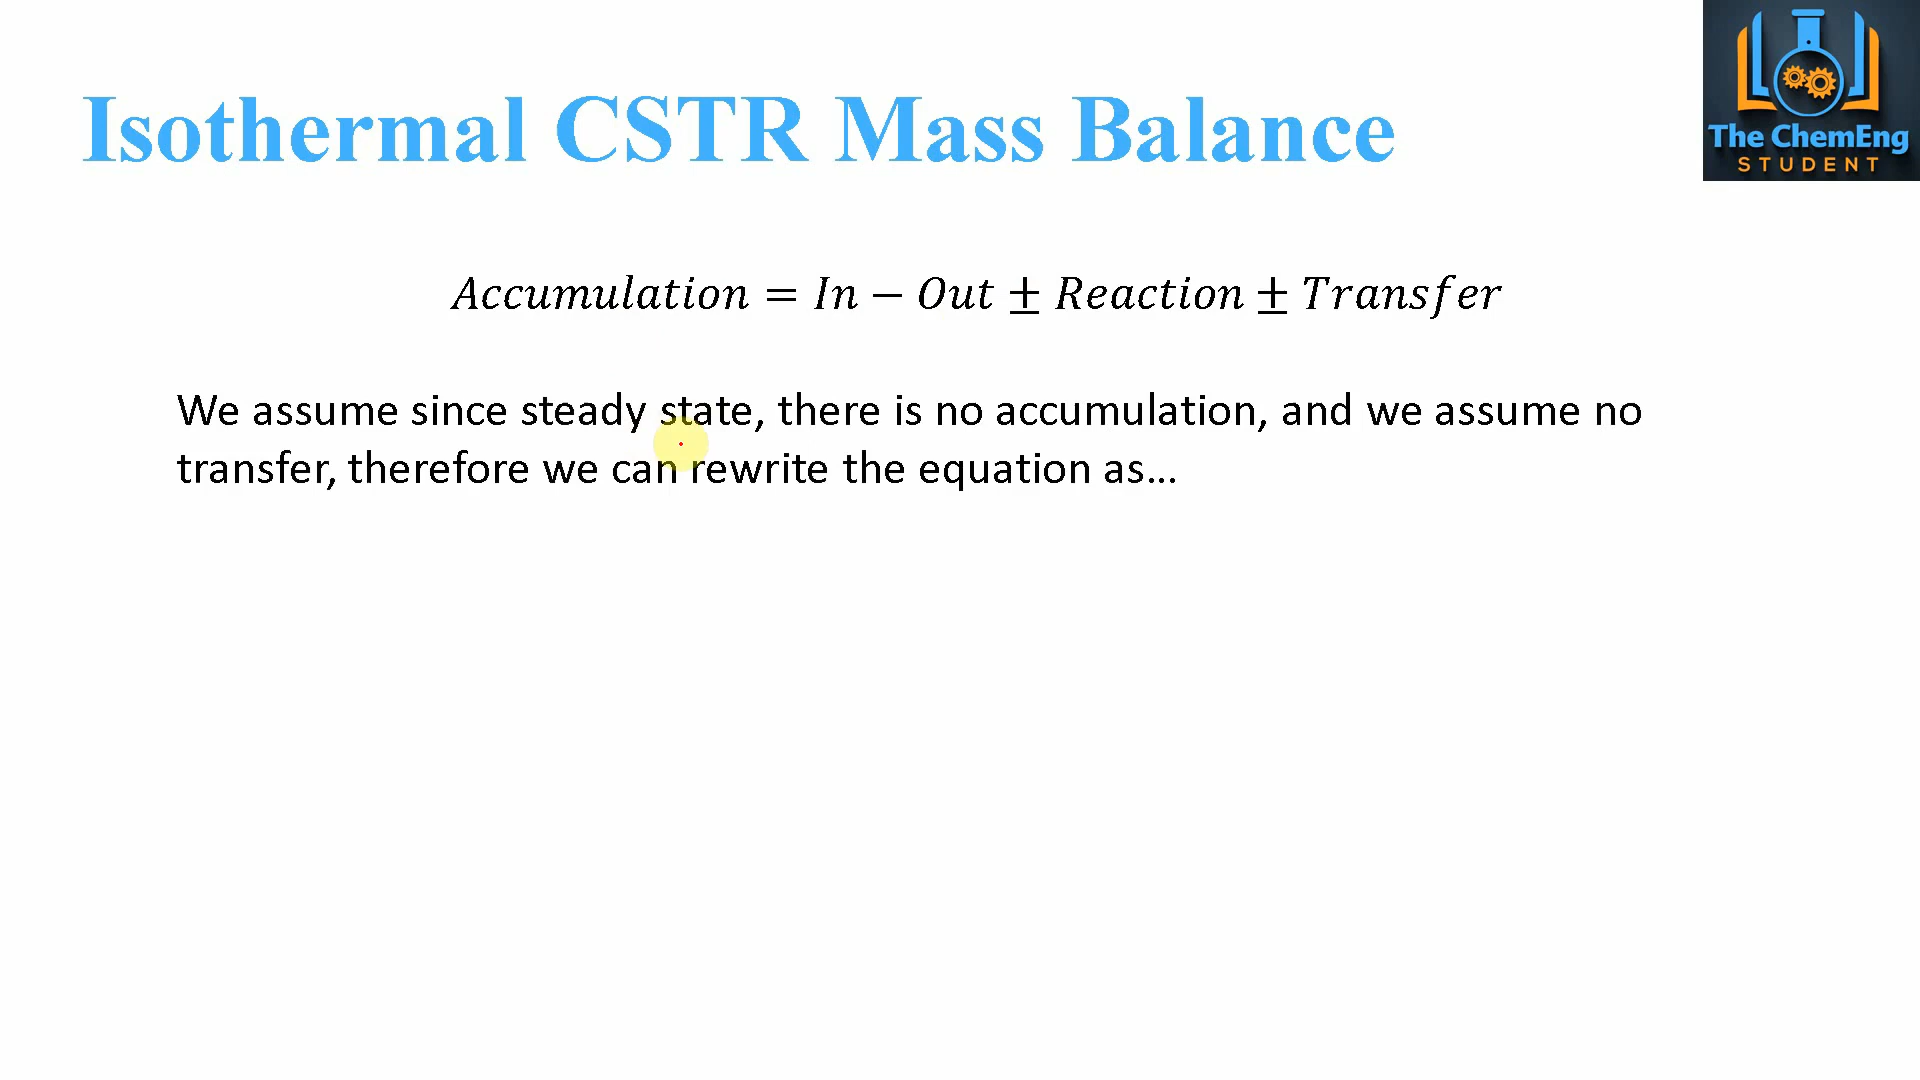 Isothermal CSTR Mass Balance
The ChemEng
STUDENT
Accumulation = In − Out ± Reaction ± Transfer
We assume since steady state, there is no accumulation, and we assume no
transfer, therefore we can rewrite the equation as…